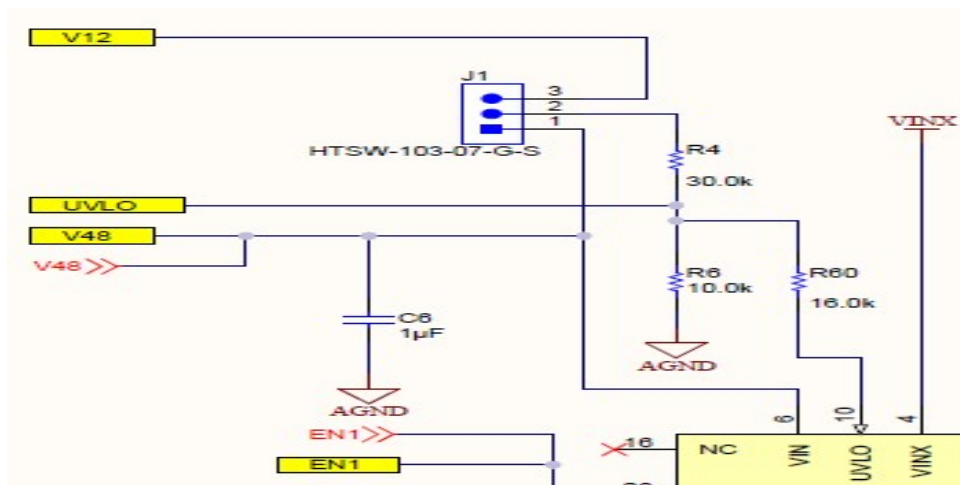 V12
J1
3
2
1
HTSW-103-07-G-S
VINX
R4
30.0k
UVLO
V48
V48
R6
10.0k
R60
16.0k
C6
1µF
AGND
AGND
EN1
EN1
16
NC
6
VIN
10
UVLO
4
VINX